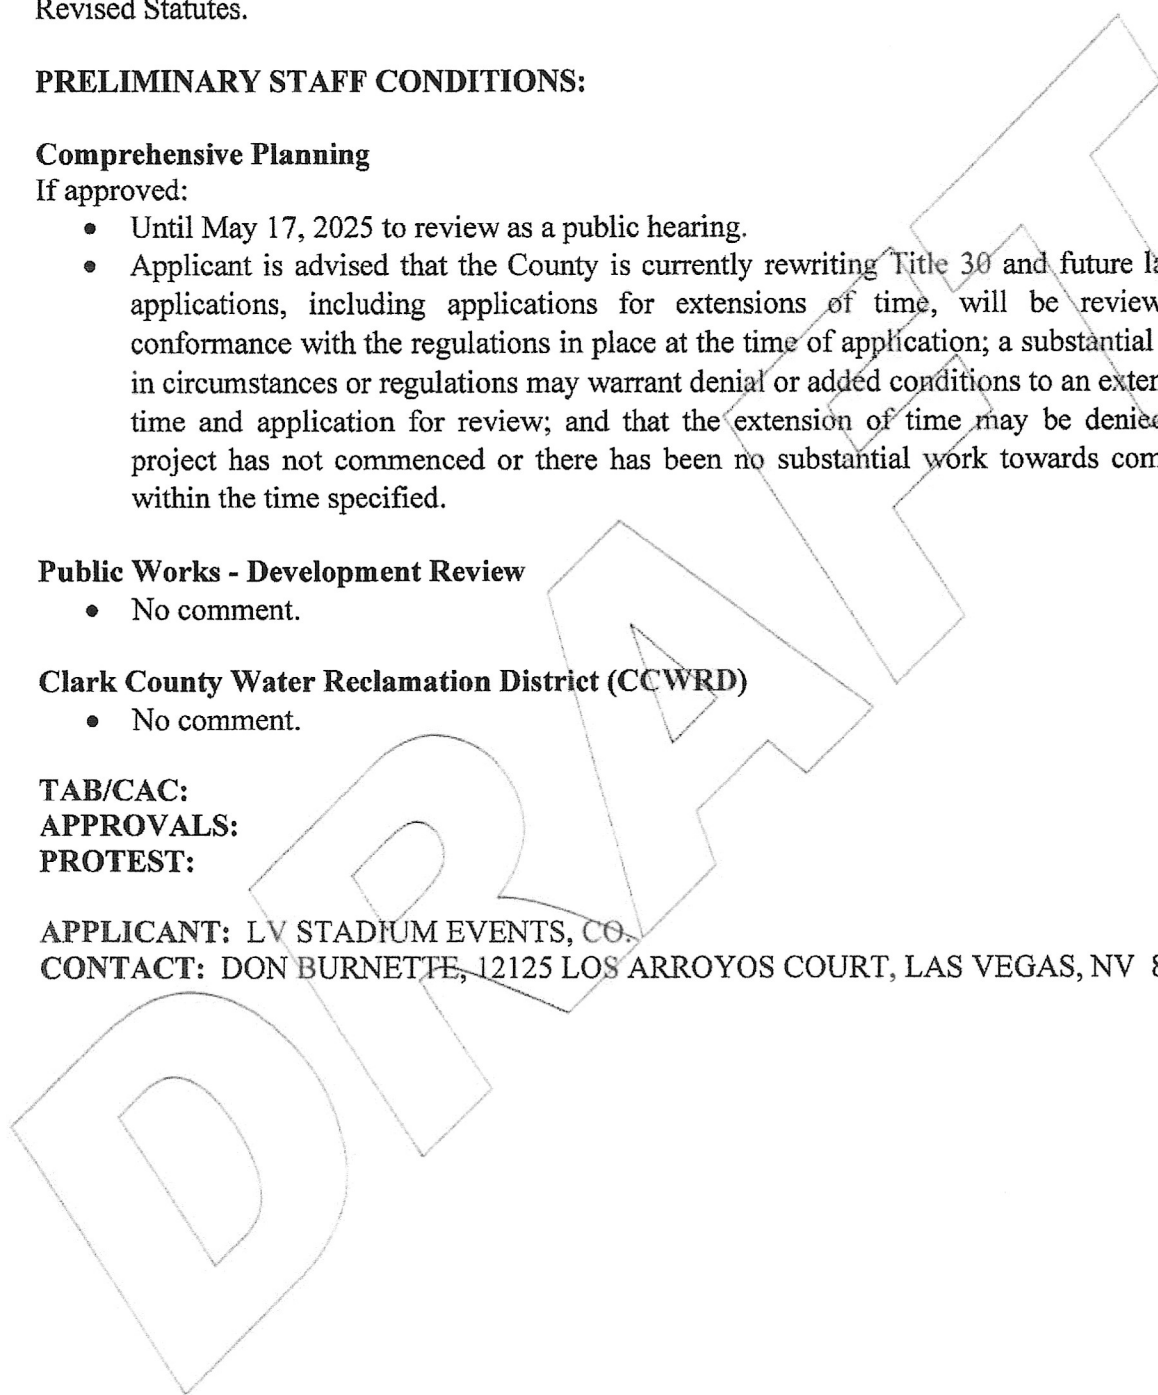 Revised Statutes.
PRELIMINARY STAFF CONDITIONS:
Comprehensive Planning
If approved:
• Until May 17, 2025 to review as a public hearing.
• Applicant is advised that the County is currently rewriting Title 30 and future
applications, including applications for extensions of time, will be
conformance with the regulations in place at the time of application; a substantial
in circumstances or regulations may warrant denial or added conditions to an
time and application for review; and that the extension of time may be
project has not commenced or there has been no substantial work towards
within the time specified.
Public Works - Development Review
• No comment.
Clark County Water Reclamation District (CCWRD)
• No comment.
TAB/CAC:
APPROVALS:
PROTEST:
APPLICANT: LV STADIUM EVENTS, CO.
CONTACT: DON BURNETTE, 12125 LOS ARROYOS COURT, LAS VEGAS, NV
DRAFT